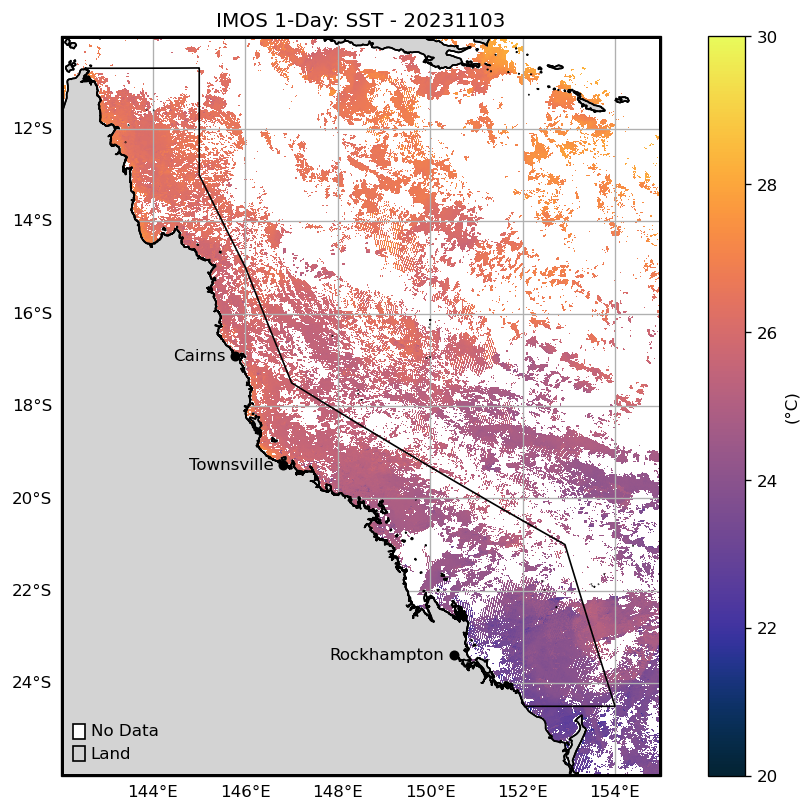 IMOS 1-Day: SST - 20231103
30
12°S
28
14°S
16°S
26
Cairns
(°C)
18°S
Townsville
24
20°S
22°S
22
Rockhampton
24°S
No Data
Land
20
144°E 146°E 148°E 150°E 152°E 154°E